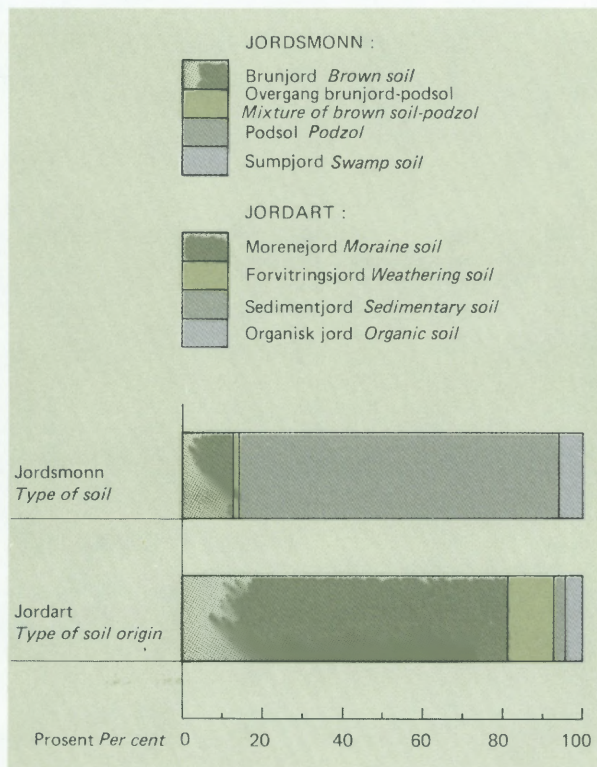 JORDSMONN :
Brunjord Brown soil
Overgang brunjord-podsol
Mixture of brown soil-podzol
Podsol Podzol
Sumpjord Swamp soil
JORDART :
Morenejord Moraine soil
Forvitringsjord Weathering soil
Sedimentjord Sedimentary soil
Organisk jord Organic soil
Jordsmonn
Type of soil
Jordart
Type of soil origin
Prosent Per cent 0 20 40 60 80 100